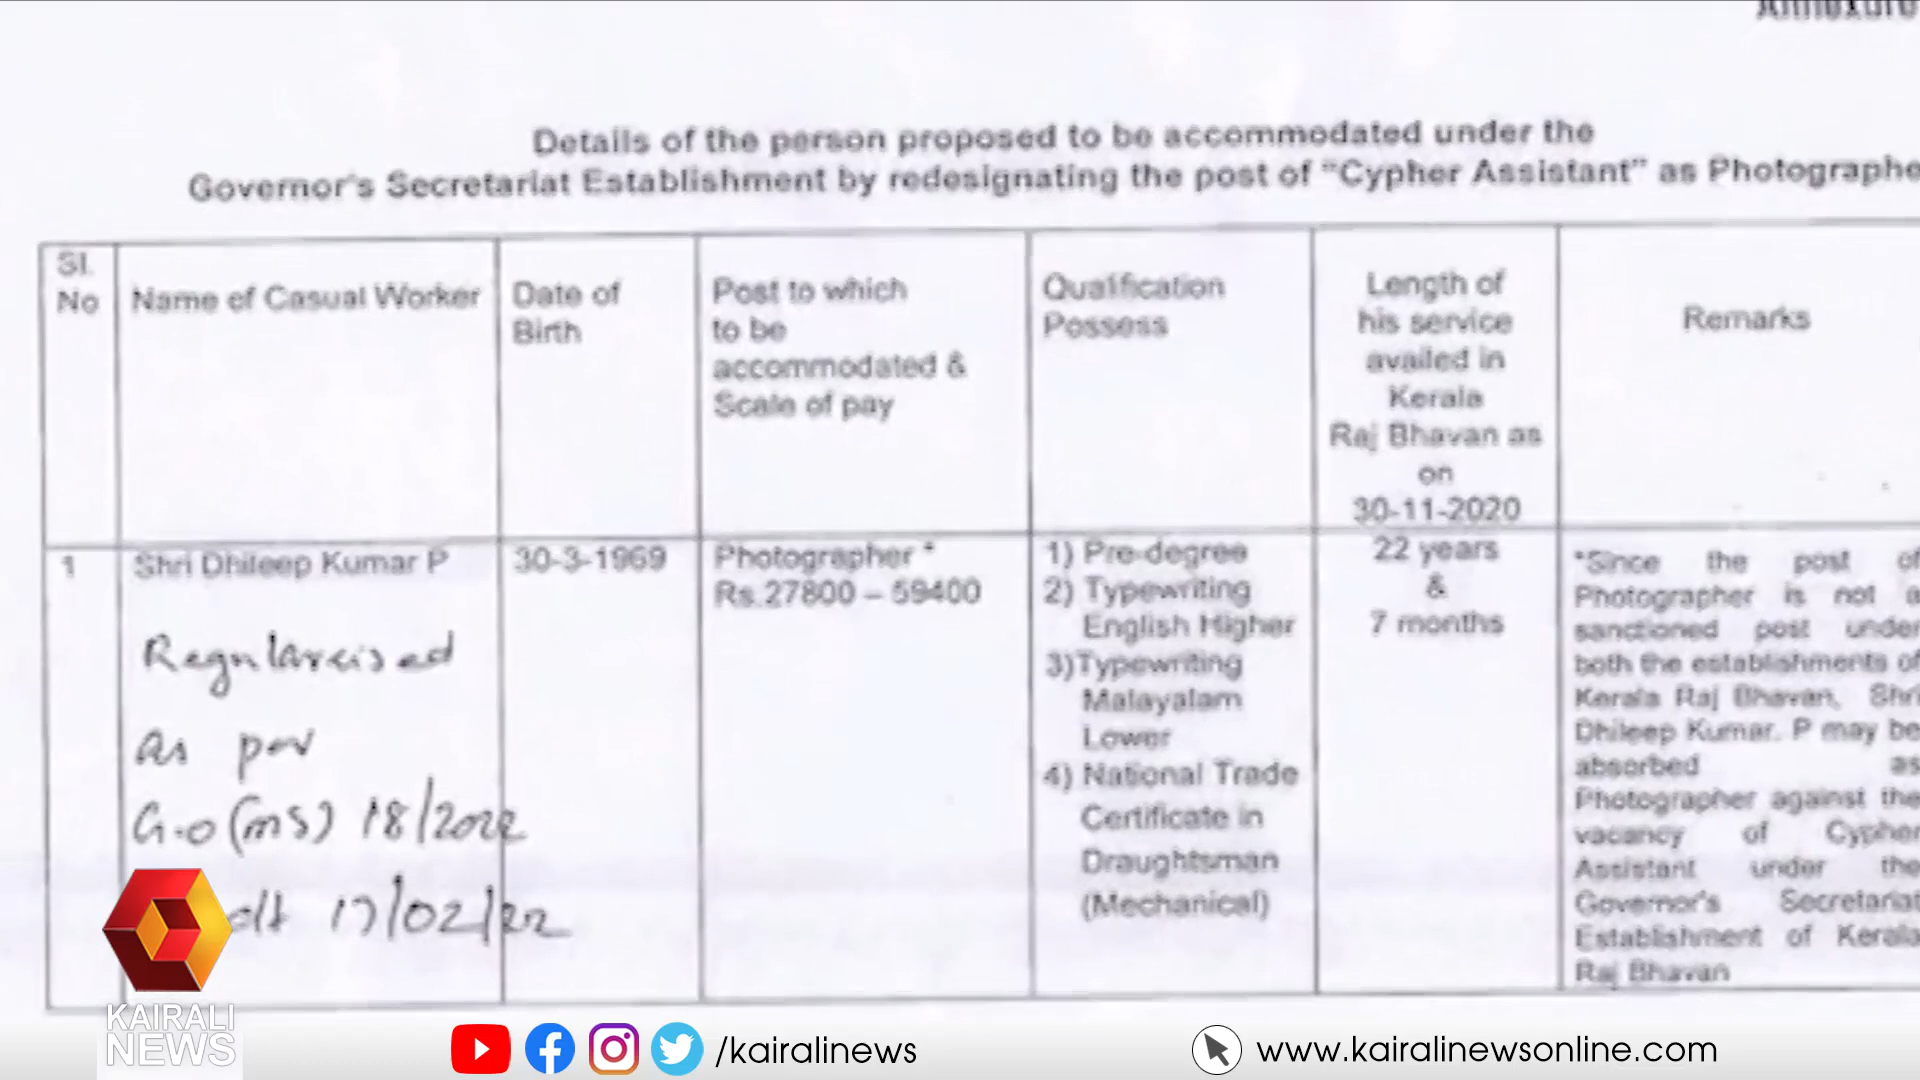 Annexure
Details of the person proposed to be accommodated under the
Governor's Secretariat Establishment by redesignating the post of "Cypher Assistant" as Photographe
Sl.
No
Name of Casual Worker
Date of
Birth
Post to which
to be
accommodated &
Scale of pay
Qualification
Possess
Length of
his service
availed in
Kerala
Raj Bhavan as
on
30-11-2020
Remarks
1
Shri Dhileep Kumar P
Regularised
as per
G.O(MS) 18/2022
dt 17/02/22
30-3-1969
Photographer *
Rs.27800 – 59400
1) Pre-degree
2) Typewriting
English Higher
3)Typewriting
Malayalam
Lower
4) National Trade
Certificate in
Draughtsman
(Mechanical)
22 years
&
7 months
*Since the post of
Photographer is not a
sanctioned post under
both the establishments of
Kerala Raj Bhavan, Shri
Dhileep Kumar. P may be
absorbed as
Photographer against the
vacancy of Cypher
Assistant under the
Governor's Secretariat
Establishment of Kerala
Raj Bhavan
KAIRALI
NEWS
/kairalinews
www.kairalinewsonline.com